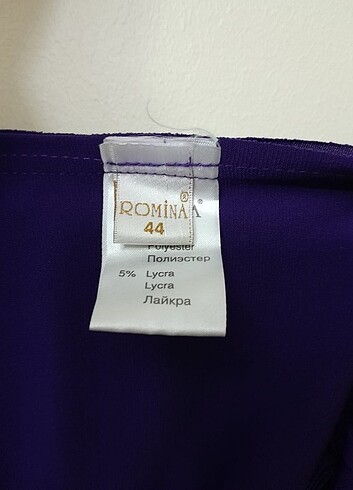 ROMINA®
44
Polyester
Полиэстер
5% Lycra
Lycra
Лайкра